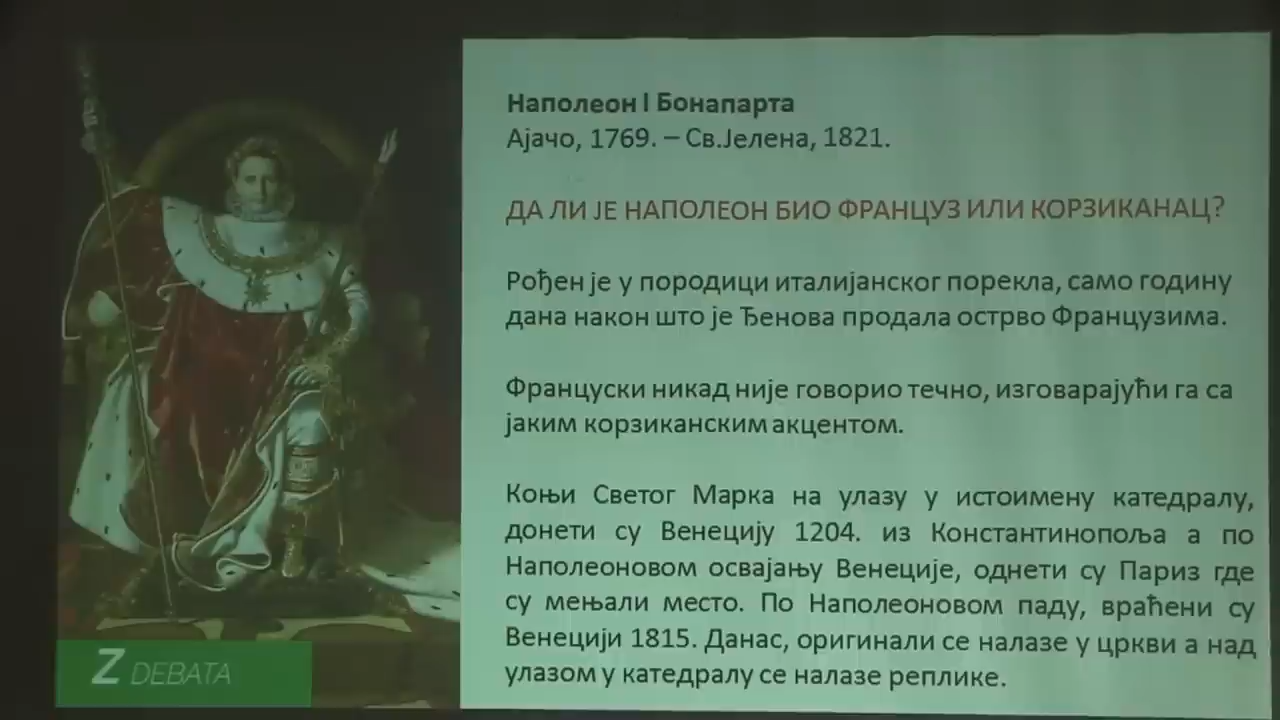 Наполеон I Бонапарта
Ајачо, 1769. – Св.Јелена, 1821.
ДА ЛИ ЈЕ НАПОЛЕОН БИО ФРАНЦУЗ ИЛИ КОРЗИКАНАЦ?
Рођен је у породици италијанског порекла, само годину
дана након што је Ђенова продала острво Французима.
Француски никад није говорио течно, изговарајући га са
јаким корзиканским акцентом.
Коњи Светог Марка на улазу у истоимену катедралу,
донети су Венецију 1204. из Константинопоља а по
Наполеоновом освајању Венеције, однети су Париз где
су мењали место. По Наполеоновом паду, враћени су
Венецији 1815. Данас, оригинали се налазе у цркви а над
улазом у катедралу се налазе реплике.
Z DEBATA